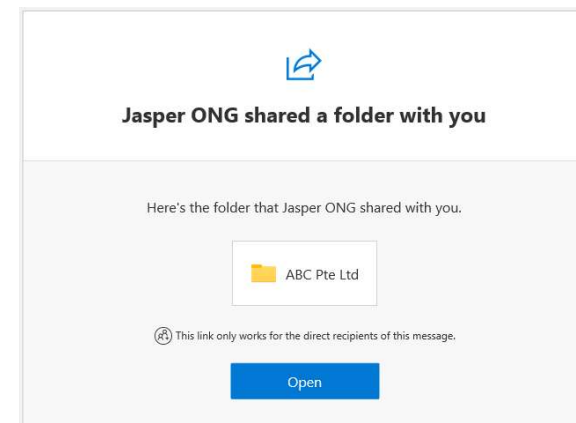 Jasper ONG shared a folder with you
Here's the folder that Jasper ONG shared with you.
ABC Pte Ltd
This link only works for the direct recipients of this message.
Open